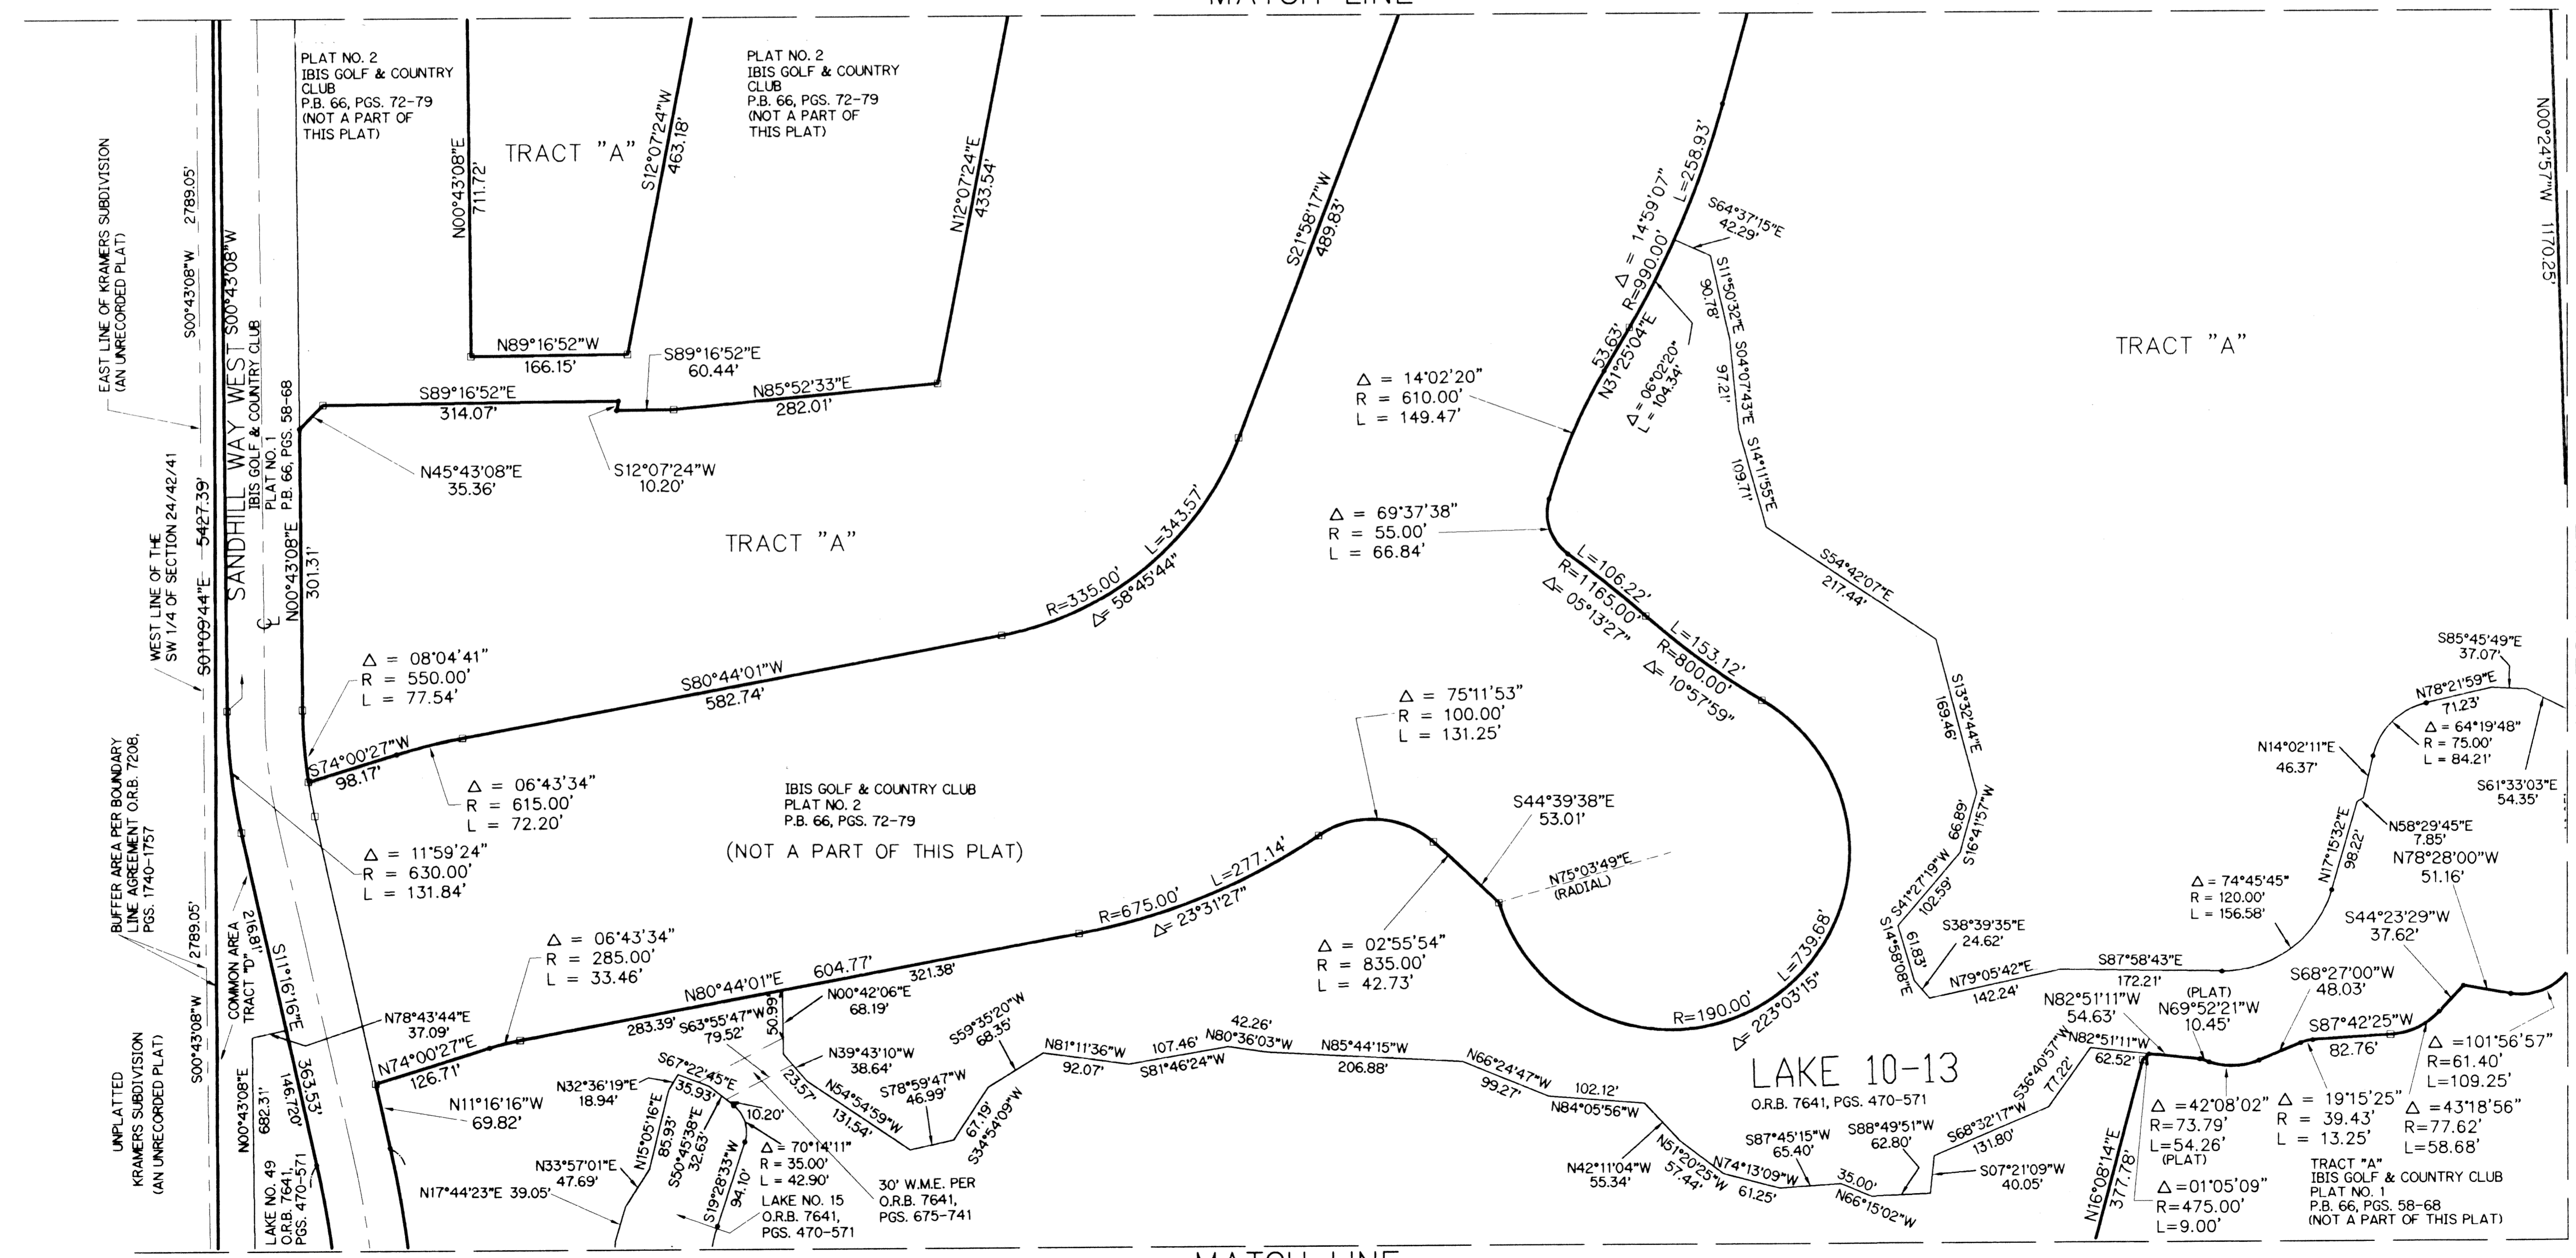 MATCH LINE
PLAT NO. 2
IBIS GOLF & COUNTRY
CLUB
P.B. 66, PGS. 72-79
(NOT A PART OF
THIS PLAT)
N00°43'08"E
711.72'
TRACT "A"
S12°07'24"W
463.18'
PLAT NO. 2
IBIS GOLF & COUNTRY
CLUB
P.B. 66, PGS. 72-79
(NOT A PART OF
THIS PLAT)
N12°07'24"E
433.54'
S21°58'17"W
489.83'
L=258.93'
Δ = 14°59'07"
R=990.00'
S64°37'15"E
42.29'
N00°24'57"W 1170.25'
EAST LINE OF KRAMERS SUBDIVISION
(AN UNRECORDED PLAT)
S00°43'08"W 2789.05'
SANDHILL WAY WEST S00°43'08"W
IBIS GOLF & COUNTRY CLUB
PLAT NO. 1
P.B. 66, PGS. 58-68
N89°16'52"W
166.15'
S89°16'52"E
60.44'
S89°16'52"E
314.07'
N85°52'33"E
282.01'
N45°43'08"E
35.36'
S12°07'24"W
10.20'
53.63'
N31°25'04"E
Δ= 06°02'20"
L= 104.34'
S11°50'32"E
90.78'
S04°07'43"E
97.21'
S14°11'55"E
109.71'
TRACT "A"
Δ = 14°02'20"
R = 610.00'
L = 149.47'
Δ = 69°37'38"
R = 55.00'
L = 66.84'
WEST LINE OF THE
SW 1/4 OF SECTION 24/42/41
S01°09'44"E 5427.39'
N00°43'08"E
301.31'
℄
TRACT "A"
L=343.57'
R=335.00'
Δ= 58°45'44"
L=106.22'
R=1165.00'
Δ= 05°13'27"
L=153.12'
R=800.00'
Δ= 10°57'59"
S54°42'07"E
217.44'
S13°32'44"E
169.46'
Δ = 08°04'41"
R = 550.00'
L = 77.54'
S80°44'01"W
582.74'
S74°00'27"W
98.17'
Δ = 06°43'34"
R = 615.00'
L = 72.20'
Δ = 11°59'24"
R = 630.00'
L = 131.84'
IBIS GOLF & COUNTRY CLUB
PLAT NO. 2
P.B. 66, PGS. 72-79
(NOT A PART OF THIS PLAT)
Δ = 75°11'53"
R = 100.00'
L = 131.25'
S44°39'38"E
53.01'
N75°03'49"E
(RADIAL)
S85°45'49"E
37.07'
N78°21'59"E
71.23'
Δ = 64°19'48"
R = 75.00'
L = 84.21'
N14°02'11"E
46.37'
S61°33'03"E
54.35'
N58°29'45"E
7.85'
N17°15'32"E
98.22'
N78°28'00"W
51.16'
66.89'
S16°41'57"W
S41°27'19"W
102.59'
BUFFER AREA PER BOUNDARY
LINE AGREEMENT O.R.B. 7208,
PGS. 1740-1757
S00°43'08"W 2789.05'
COMMON AREA
TRACT "D"
216.81'
S11°16'16"E
363.53'
146.720'
Δ = 06°43'34"
R = 285.00'
L = 33.46'
N80°44'01"E
604.77'
283.39'
321.38'
R=675.00'
L=277.14'
Δ= 23°31'27"
Δ = 02°55'54"
R = 835.00'
L = 42.73'
R=190.00'
L=739.68'
Δ= 223°03'15"
Δ = 74°45'45"
R = 120.00'
L = 156.58'
S44°23'29"W
37.62'
61.83'
S14°58'08"E
S38°39'35"E
24.62'
N79°05'42"E
142.24'
S87°58'43"E
172.21'
S68°27'00"W
48.03'
(PLAT)
N82°51'11"W
54.63'
N69°52'21"W
10.45'
S87°42'25"W
82.76'
UNPLATTED
KRAMERS SUBDIVISION
(AN UNRECORDED PLAT)
N00°43'08"E
682.31'
LAKE NO. 49
O.R.B. 7641,
PGS. 470-571
N78°43'44"E
37.09'
N74°00'27"E
126.71'
N11°16'16"W
69.82'
S63°55'47"W
79.52'
50.99'
N00°42'06"E
68.19'
N39°43'10"W
38.64'
S67°22'45"E
35.93'
N32°36'19"E
18.94'
N15°05'16"E
85.93'
S50°45'38"E
32.63'
10.20'
23.57'
N54°54'59"W
131.54'
S78°59'47"W
46.99'
67.19'
S34°54'09"W
S59°35'20"W
68.35'
N81°11'36"W
92.07'
107.46'
S81°46'24"W
42.26'
N80°36'03"W
N85°44'15"W
206.88'
N66°24'47"W
99.27'
102.12'
N84°05'56"W
LAKE 10-13
O.R.B. 7641, PGS. 470-571
N33°57'01"E
47.69'
N17°44'23"E 39.05'
S19°28'33"W
94.10'
Δ = 70°14'11"
R = 35.00'
L = 42.90'
LAKE NO. 15
O.R.B. 7641,
PGS. 470-571
30' W.M.E. PER
O.R.B. 7641,
PGS. 675-741
N42°11'04"W
55.34'
N51°20'25"W
57.44'
N74°13'09"W
61.25'
S87°45'15"W
65.40'
35.00'
N66°15'02"W
S88°49'51"W
62.80'
S07°21'09"W
40.05'
S68°32'17"W
131.80'
S36°40'57"W
77.22'
N82°51'11"W
62.52'
N16°08'14"E
377.78'
Δ =42°08'02"
R=73.79'
L=54.26'
(PLAT)
Δ=01°05'09"
R=475.00'
L=9.00'
Δ = 19°15'25"
R = 39.43'
L = 13.25'
Δ =101°56'57"
R=61.40'
L=109.25'
Δ =43°18'56"
R=77.62'
L=58.68'
TRACT "A"
IBIS GOLF & COUNTRY CLUB
PLAT NO. 1
P.B. 66, PGS. 58-68
(NOT A PART OF THIS PLAT)
MATCH LINE